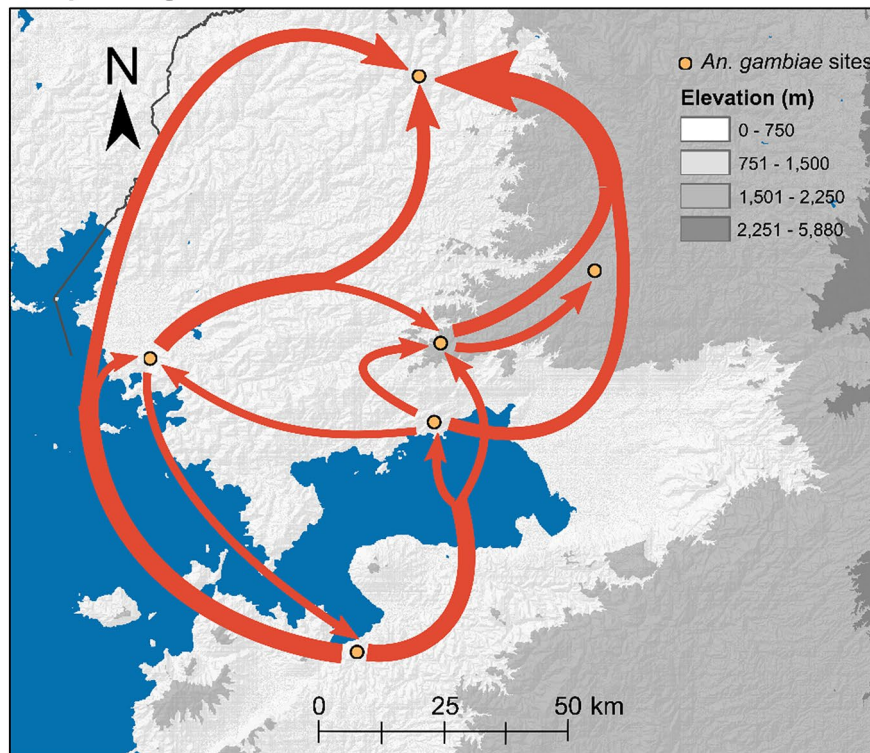 N
An. gambiae sites
Elevation (m)
0 - 750
751 - 1,500
1,501 - 2,250
2,251 - 5,880
0 25 50 km